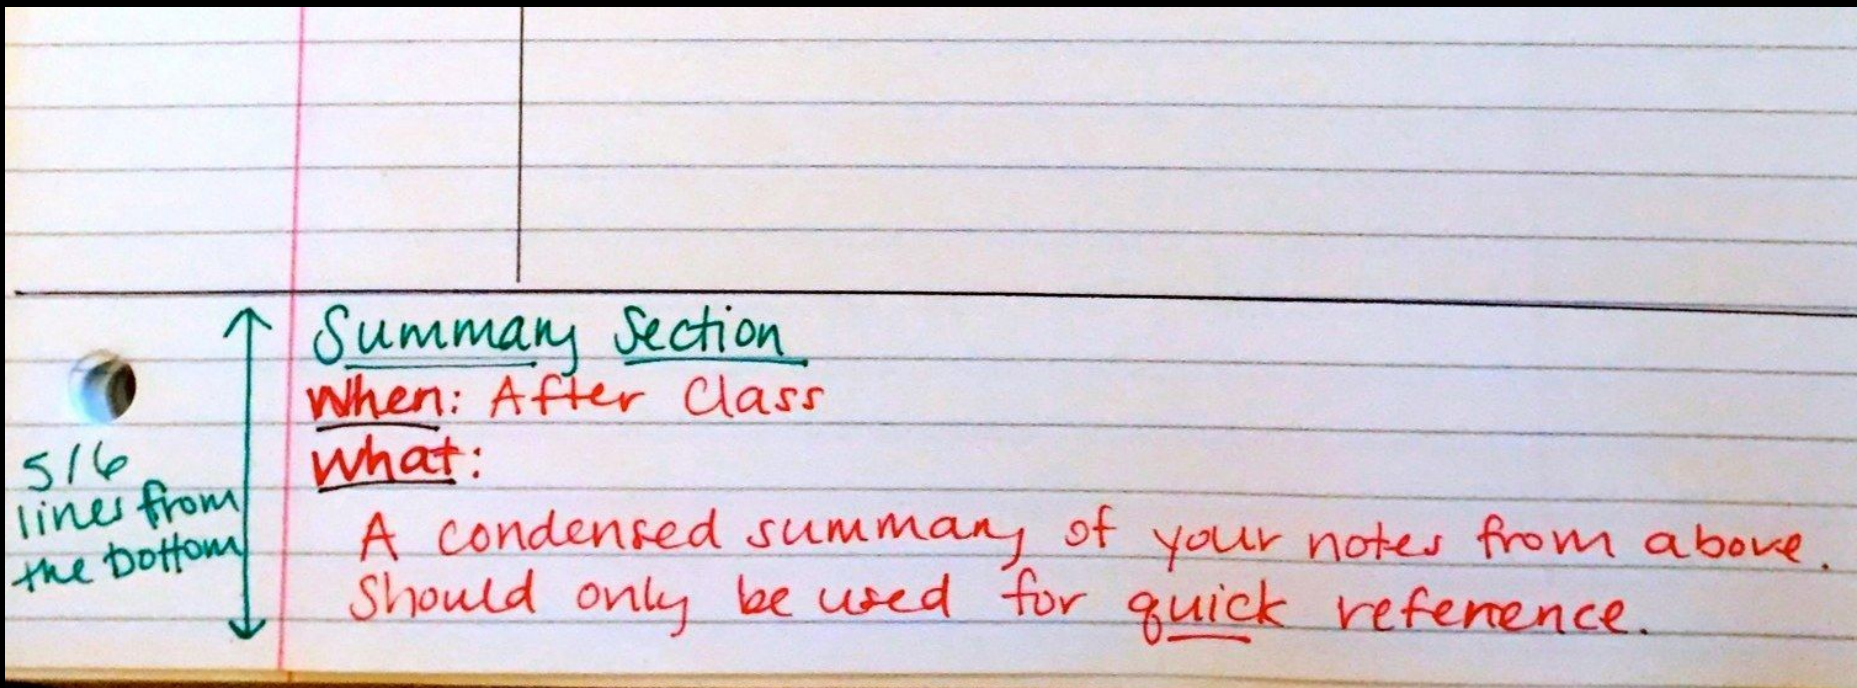 Summary Section
When: After Class
What:
A condensed summary of your notes from above.
Should only be used for quick reference.
5/6
lines from
the bottom